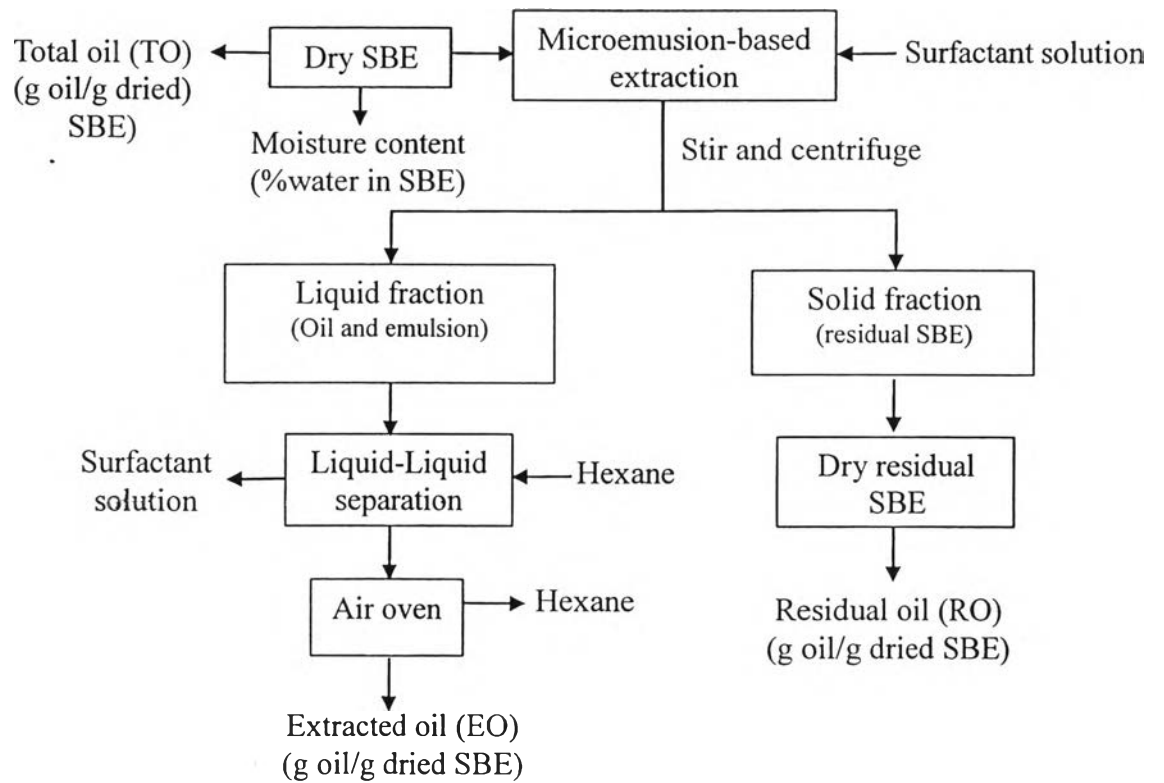 Total oil (TO)
(g oil/g dried)
SBE)
Dry SBE
Microemusion-based
extraction
Surfactant solution
Moisture content
(%water in SBE)
Stir and centrifuge
Liquid fraction
(Oil and emulsion)
Solid fraction
(residual SBE)
Surfactant
solution
Liquid-Liquid
separation
Hexane
Dry residual
SBE
Air oven
Hexane
Residual oil (RO)
(g oil/g dried SBE)
Extracted oil (EO)
(g oil/g dried SBE)